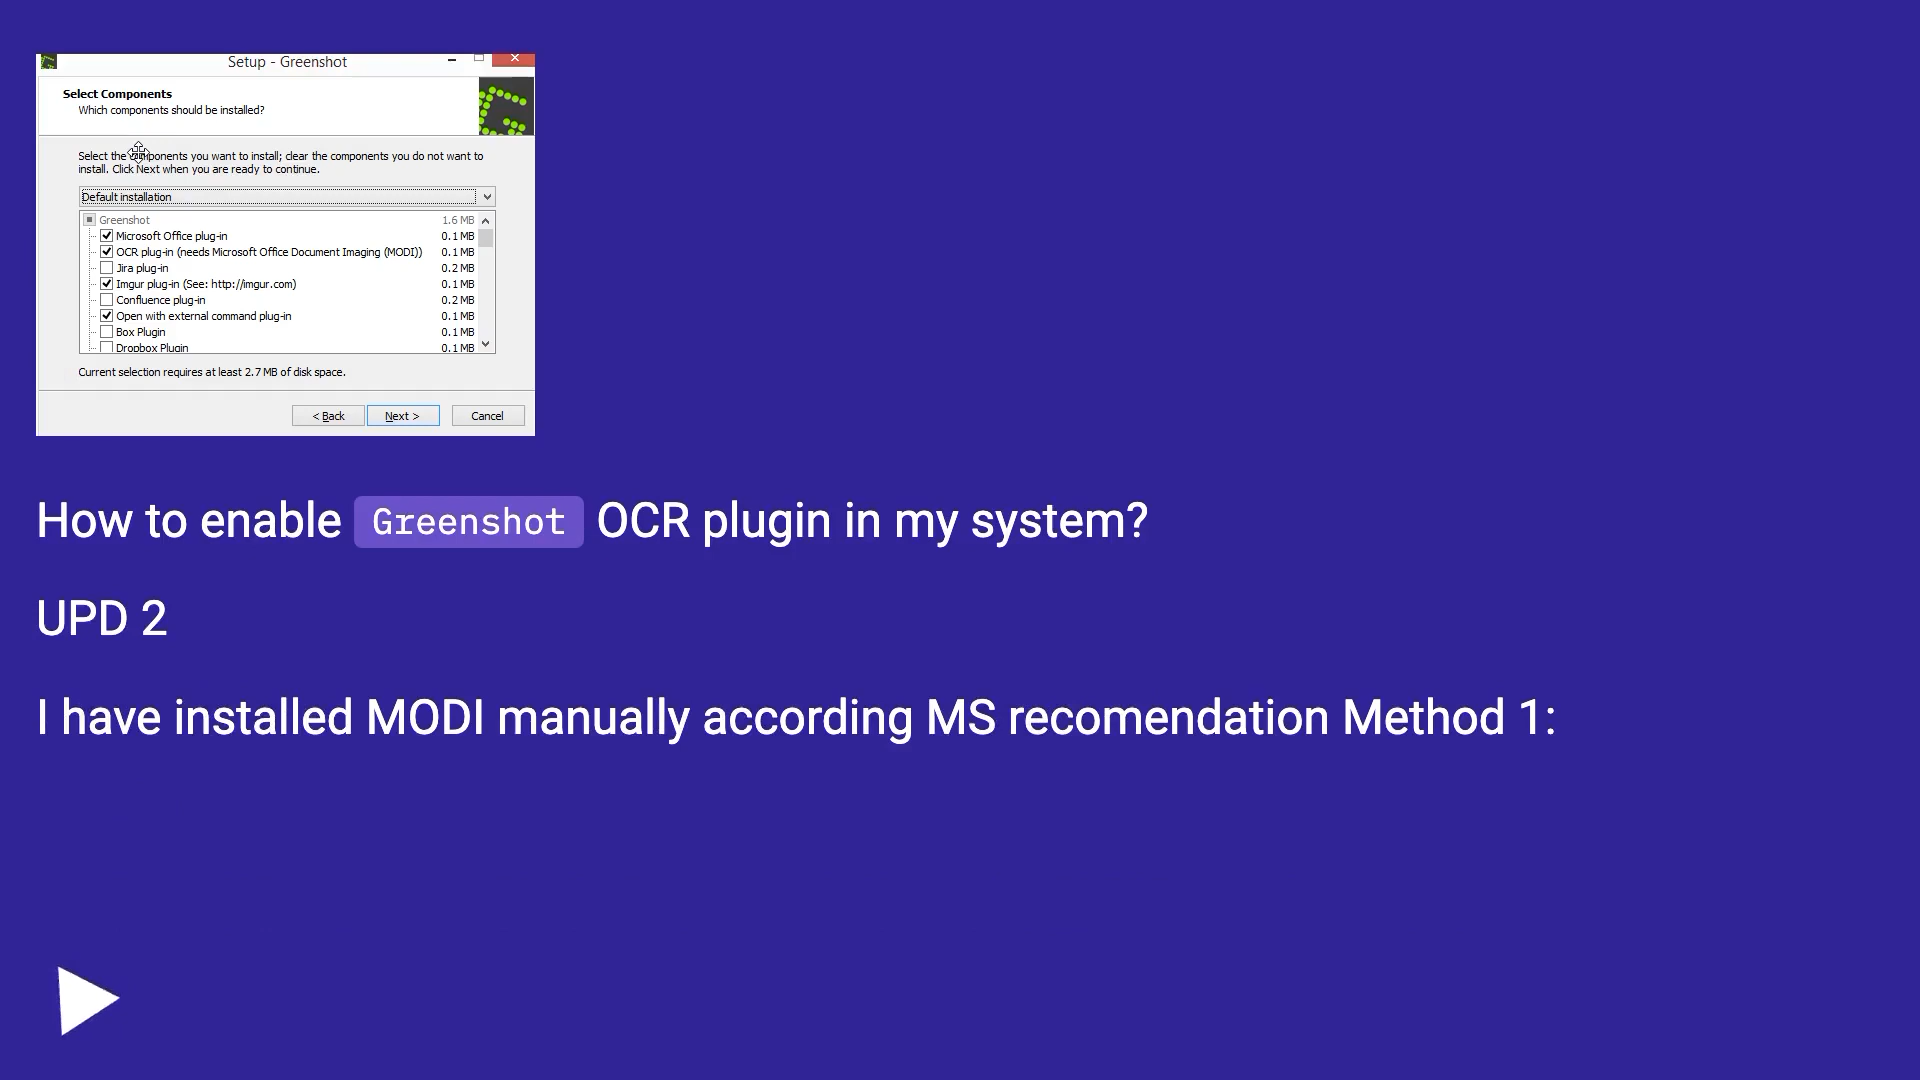 Setup - Greenshot
Select Components
Which components should be installed?
Select the components you want to install; clear the components you do not want to
install. Click Next when you are ready to continue.
Default installation
Greenshot 1.6 MB
Microsoft Office plug-in 0.1 MB
OCR plug-in (needs Microsoft Office Document Imaging (MODI)) 0.1 MB
Jira plug-in 0.2 MB
Imgur plug-in (See: http://imgur.com) 0.1 MB
Confluence plug-in 0.2 MB
Open with external command plug-in 0.1 MB
Box Plugin 0.1 MB
Dropbox Plugin 0.1 MB
Current selection requires at least 2.7 MB of disk space.
< Back Next > Cancel
How to enable Greenshot OCR plugin in my system?
UPD 2
I have installed MODI manually according MS recomendation Method 1: